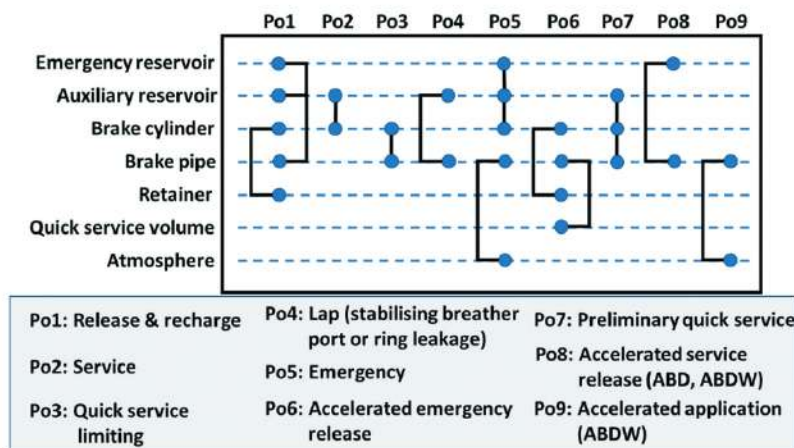 Po1 Po2 Po3 Po4 Po5 Po6 Po7 Po8 Po9
Emergency reservoir
Auxiliary reservoir
Brake cylinder
Brake pipe
Retainer
Quick service volume
Atmosphere
Po1: Release & recharge
Po2: Service
Po3: Quick service
limiting
Po4: Lap (stabilising breather
port or ring leakage)
Po5: Emergency
Po6: Accelerated emergency
release
Po7: Preliminary quick service
Po8: Accelerated service
release (ABD, ABDW)
Po9: Accelerated application
(ABDW)